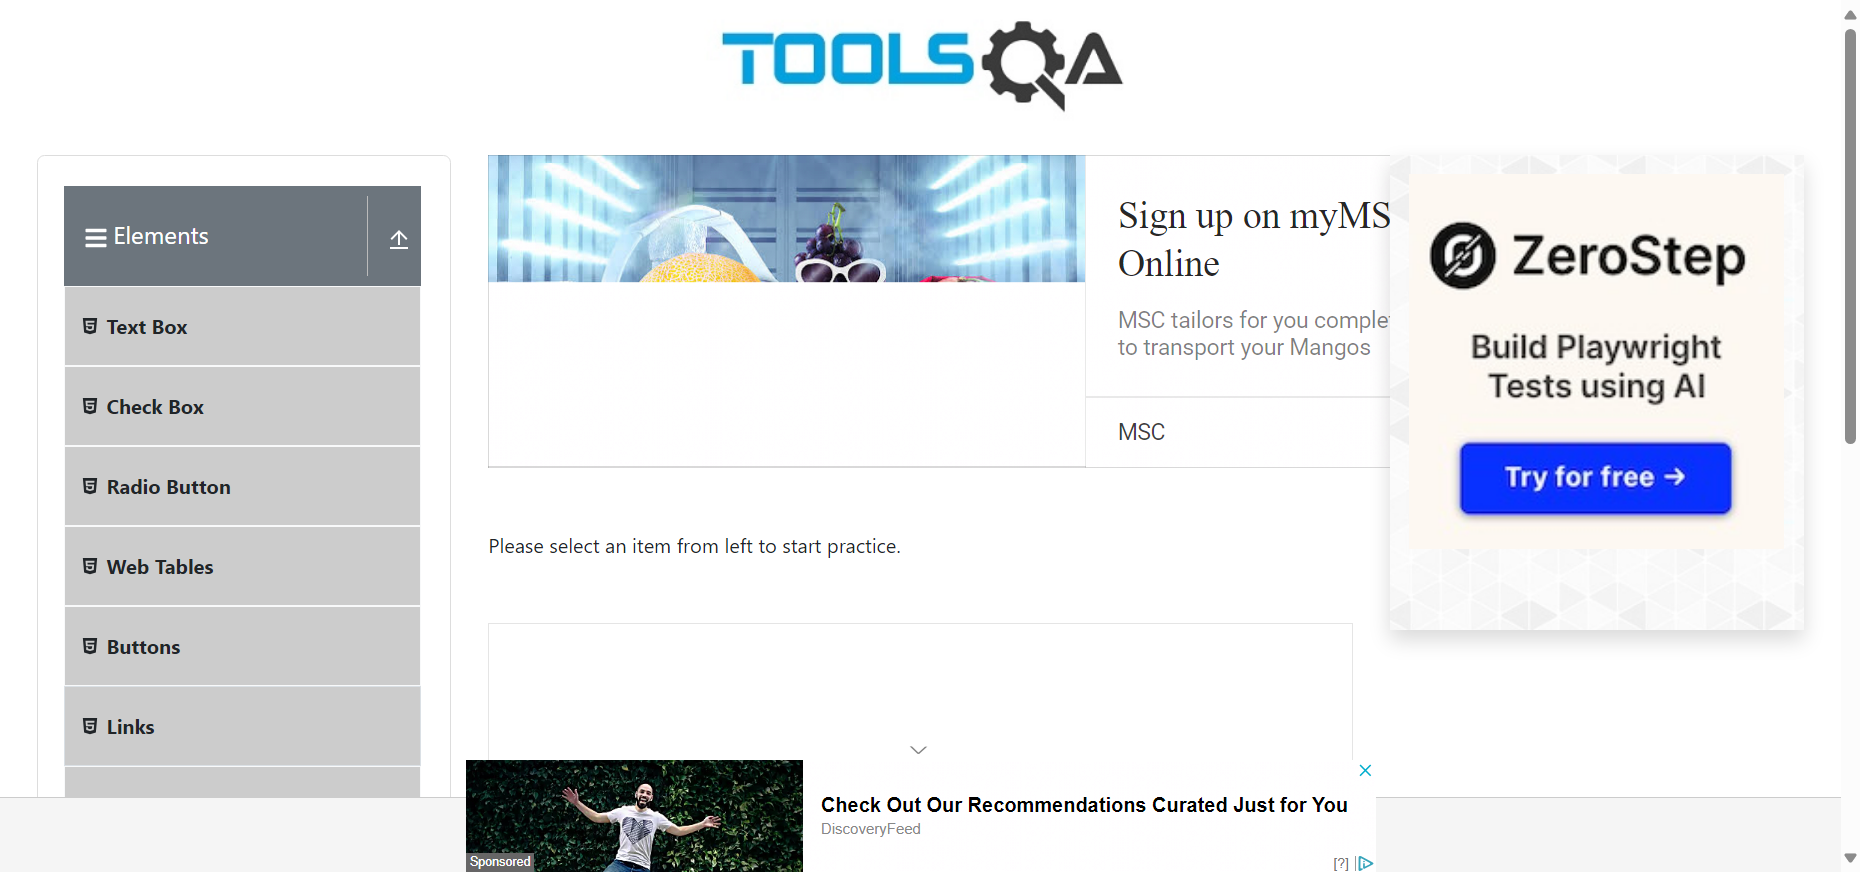 TOOLSQA
Elements
Text Box
Check Box
Radio Button
Web Tables
Buttons
Links
Sign up on myMS
Online
MSC tailors for you comple
to transport your Mangos
MSC
ZeroStep
Build Playwright
Tests using AI
Try for free →
Please select an item from left to start practice.
Sponsored
Check Out Our Recommendations Curated Just for You
DiscoveryFeed
[?]